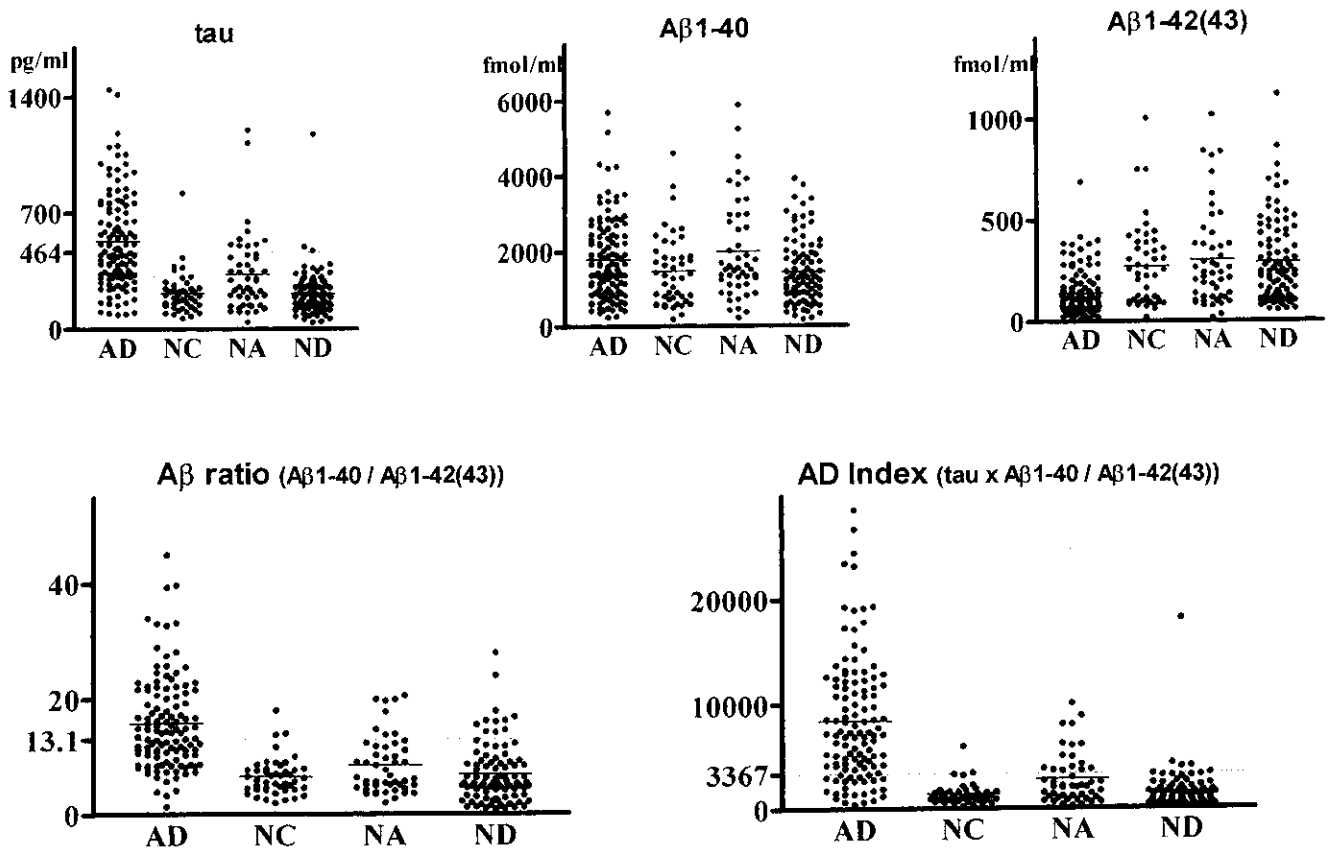 tau
pg/ml
1400
700
464
0
AD NC NA ND
Aβ1-40
fmol/ml
6000
4000
2000
0
AD NC NA ND
Aβ1-42(43)
fmol/ml
1000
500
0
AD NC NA ND
Aβ ratio (Aβ1-40 / Aβ1-42(43))
40
20
13.1
0
AD NC NA ND
AD Index (tau x Aβ1-40 / Aβ1-42(43))
20000
10000
3367
0
AD NC NA ND